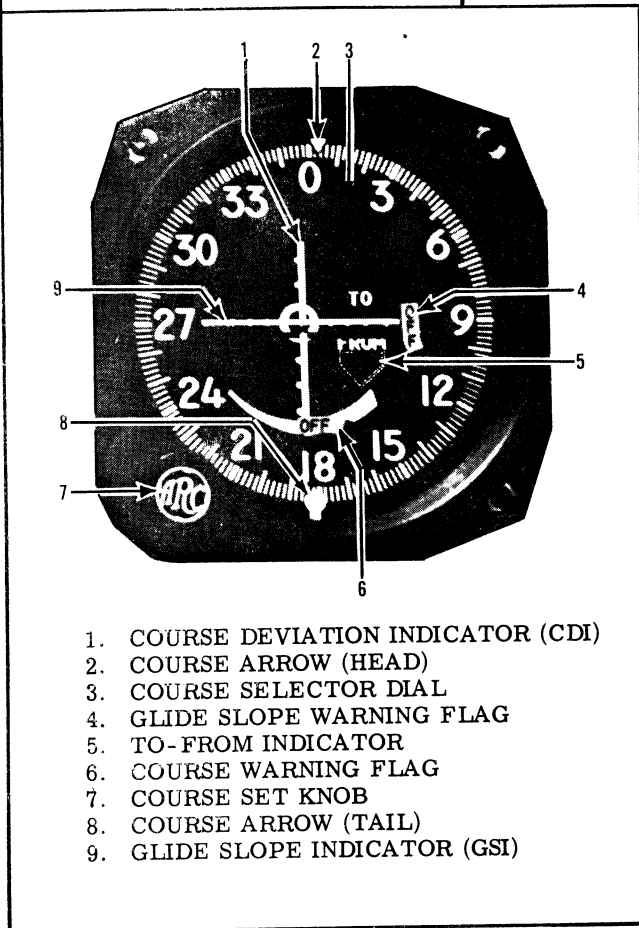 1 2 3
0
33 3
30 6
TO
9 4
27 9
FROM
5
24 12
8 OFF
21 15
18
7 ARC
6
1. COURSE DEVIATION INDICATOR (CDI)
2. COURSE ARROW (HEAD)
3. COURSE SELECTOR DIAL
4. GLIDE SLOPE WARNING FLAG
5. TO-FROM INDICATOR
6. COURSE WARNING FLAG
7. COURSE SET KNOB
8. COURSE ARROW (TAIL)
9. GLIDE SLOPE INDICATOR (GSI)